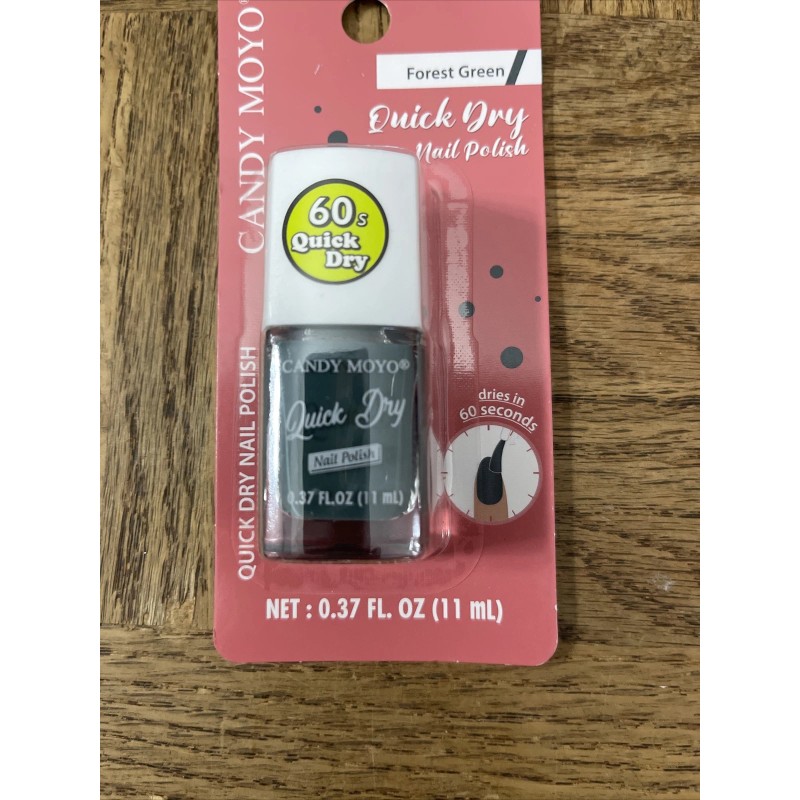 CANDY MOYO®
QUICK DRY NAIL POLISH
Forest Green
Quick Dry
Nail Polish
60s
Quick
Dry
CANDY MOYO®
Quick Dry
Nail Polish
0.37 FL.OZ (11 mL)
dries in
60 seconds
NET : 0.37 FL. OZ (11 mL)